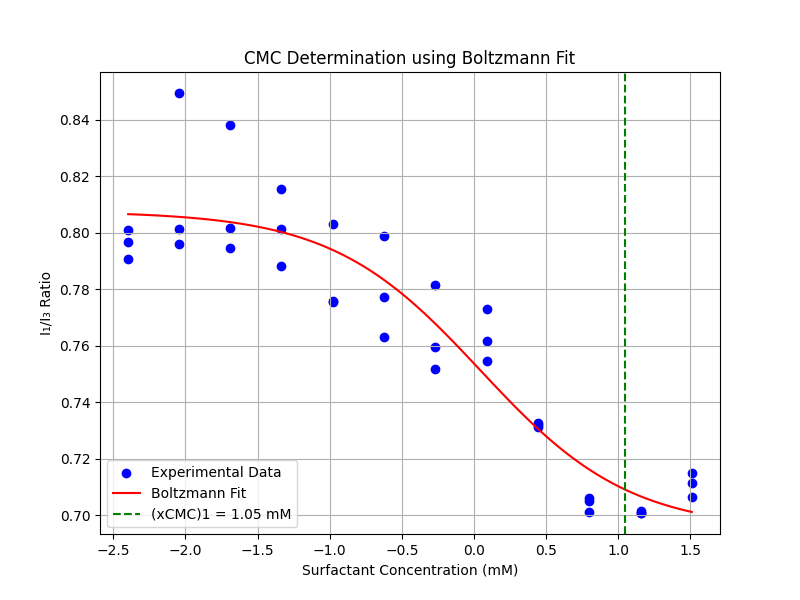 CMC Determination using Boltzmann Fit
I₁/I₃ Ratio
0.84
0.82
0.80
0.78
0.76
0.74
0.72
0.70
Experimental Data
Boltzmann Fit
(xCMC)1 = 1.05 mM
−2.5 −2.0 −1.5 −1.0 −0.5 0.0 0.5 1.0 1.5
Surfactant Concentration (mM)